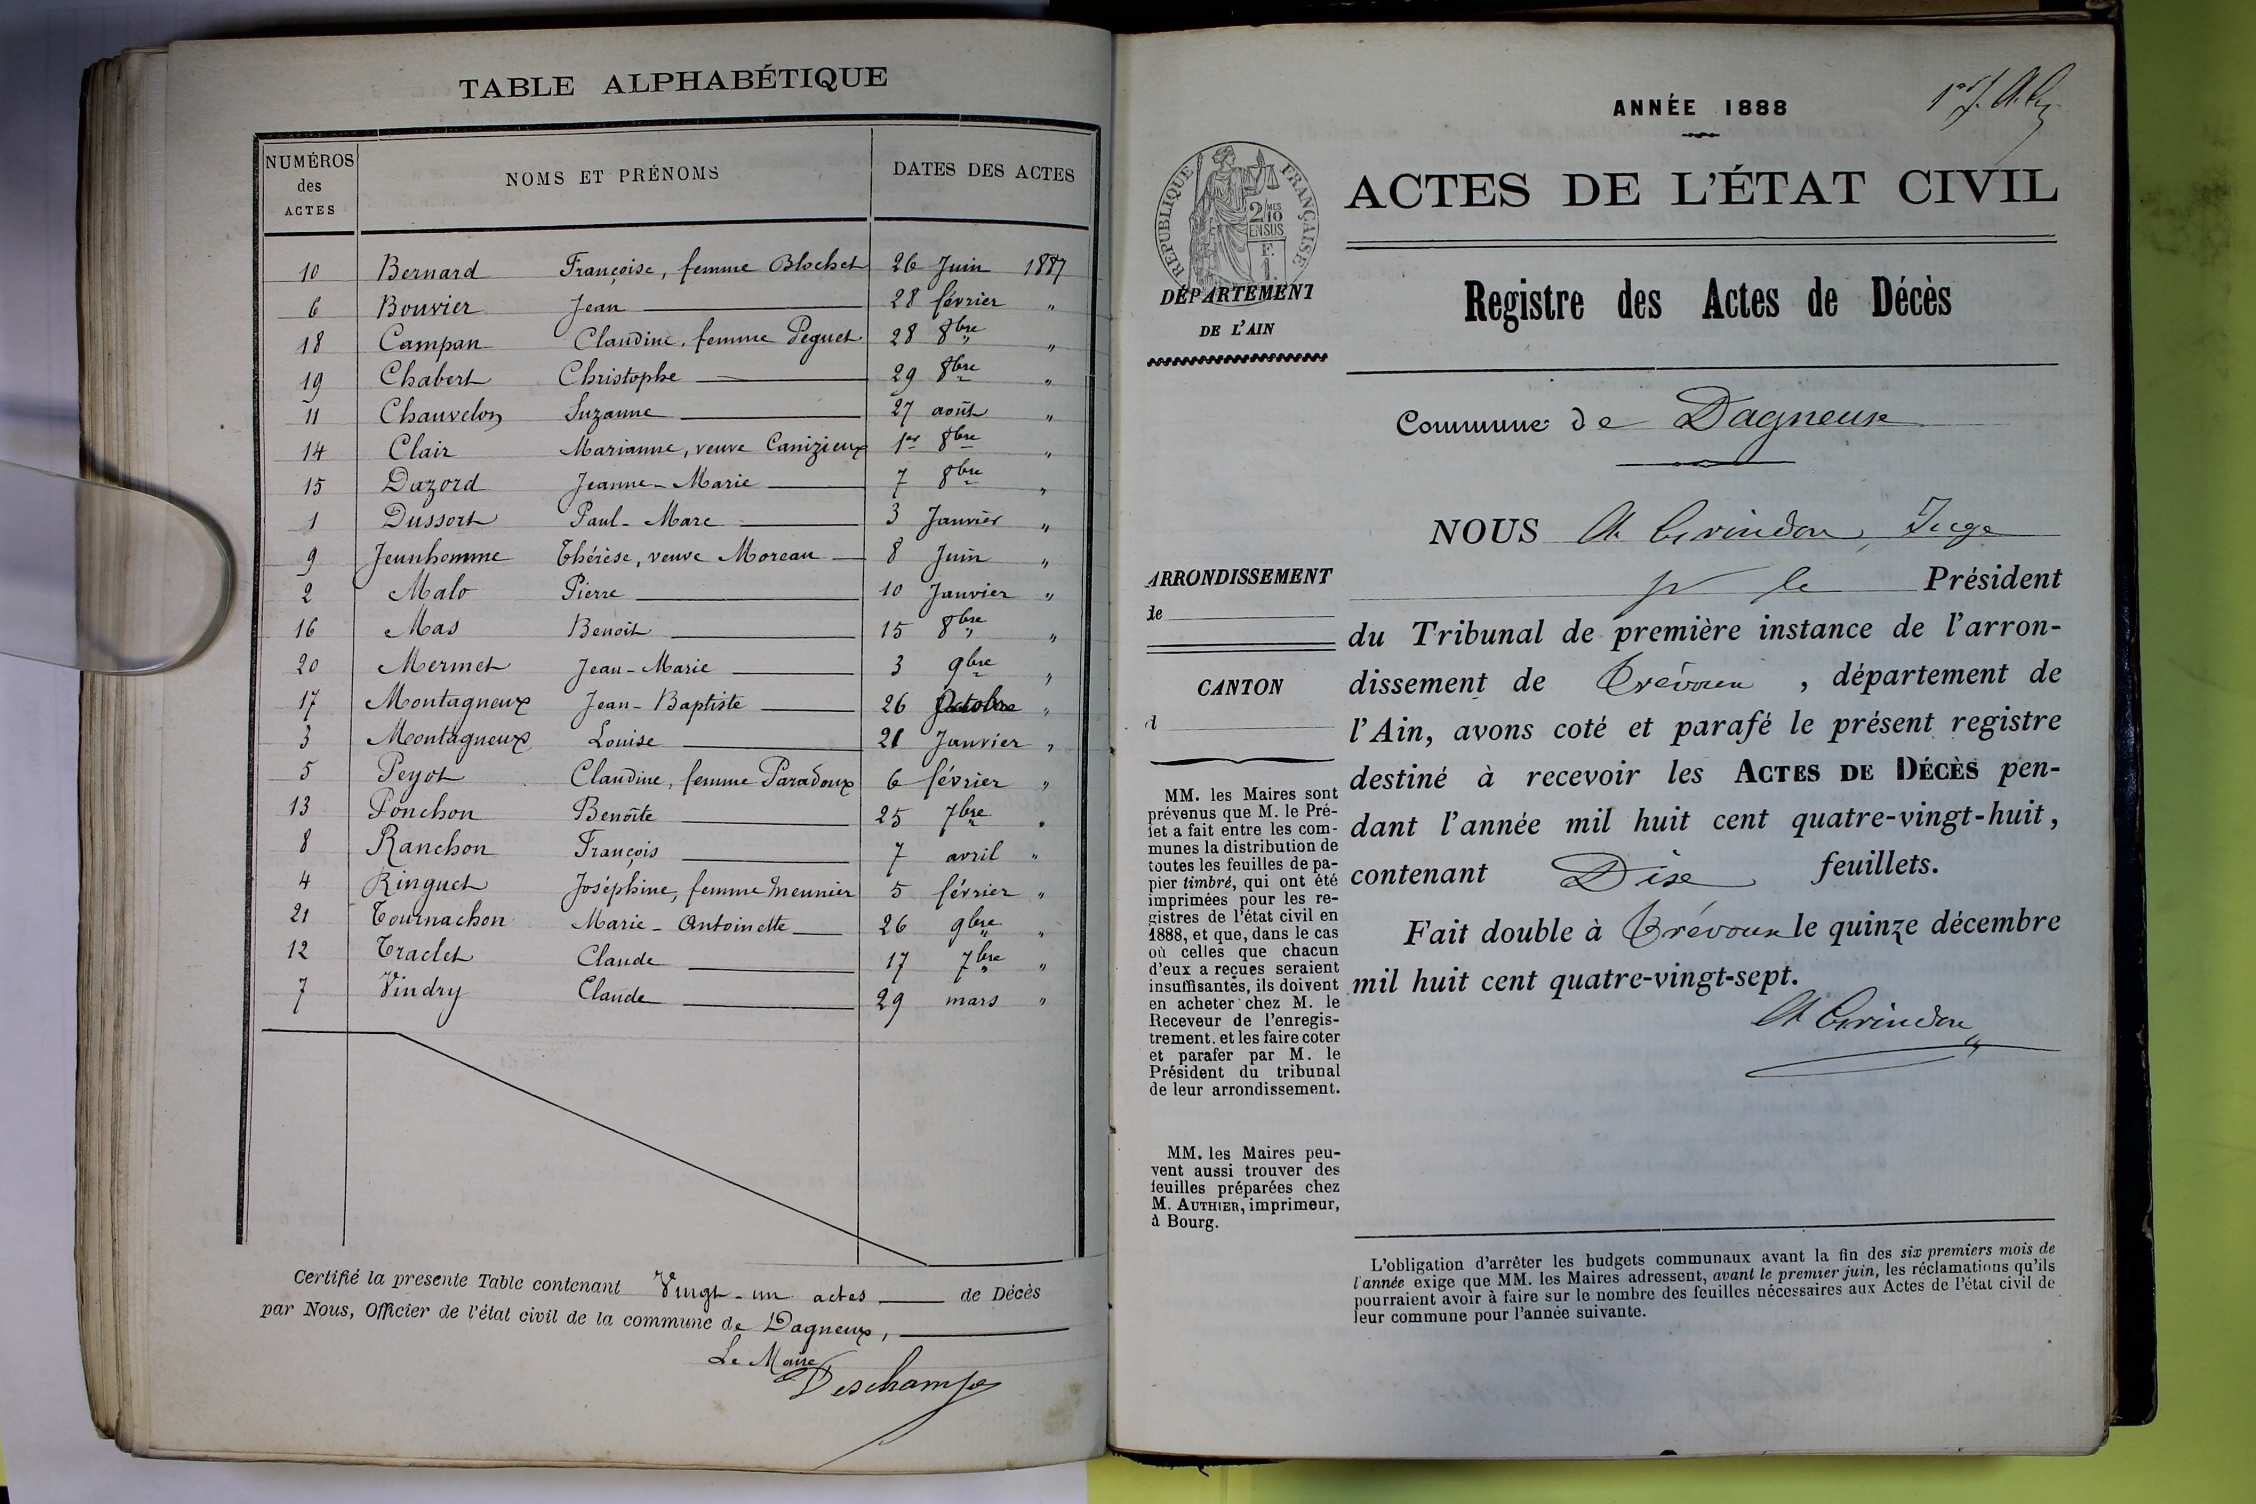 TABLE ALPHABÉTIQUE
NUMÉROS des ACTES NOMS ET PRÉNOMS DATES DES ACTES
10 Bernard Françoise, femme Blochet 26 Juin 1887
6 Bouvier Jean 28 février "
18 Campan Claudine, femme Peguet 28 8bre "
19 Chabert Christophe 29 8bre "
11 Chauvelon Suzanne 27 août "
14 Clair Marianne, veuve Canizieux 1er 8bre "
15 Dazord Jeanne-Marie 7 8bre "
1 Dussort Paul-Marc 3 Janvier "
9 Jeunhomme Thérèse, veuve Moreau 8 Juin "
2 Malo Pierre 10 Janvier "
16 Mas Benoit 15 8bre "
20 Mermet Jean-Marie 3 9bre "
17 Montagneux Jean-Baptiste 26 Octobre "
3 Montagneux Louise 21 Janvier "
5 Peyot Claudine, femme Paradoux 6 février "
13 Ponchon Benoîte 25 7bre "
8 Ranchon François 7 avril "
4 Ringuet Joséphine, femme Meunier 5 février "
21 Tournachon Marie-Antoinette 26 9bre "
12 Traclet Claude 17 7bre "
7 Vindry Claude 29 mars "
Certifié la presente Table contenant Vingt-un actes de Décès
par Nous, Officier de l'état civil de la commune de Dagneux,
Le Maire,
Deschamps
ANNÉE 1888
RÉPUBLIQUE FRANÇAISE
2/10 MES
EN SUS
F.
1.
ACTES DE L'ÉTAT CIVIL
DÉPARTEMENT
DE L'AIN
Registre des Actes de Décès
Commune de Dagneux
NOUS A. Grindon, Juge
pr le Président
du Tribunal de première instance de l'arron-
dissement de Trévoux, département de
l'Ain, avons coté et parafé le présent registre
destiné à recevoir les ACTES DE DÉCÈS pen-
dant l'année mil huit cent quatre-vingt-huit,
contenant Dix feuillets.
Fait double à Trévoux le quinze décembre
mil huit cent quatre-vingt-sept.
A. Grindon
ARRONDISSEMENT
de
CANTON
d
MM. les Maires sont
prévenus que M. le Pré-
fet a fait entre les com-
munes la distribution de
toutes les feuilles de pa-
pier timbré, qui ont été
imprimées pour les re-
gistres de l'état civil en
1888, et que, dans le cas
où celles que chacun
d'eux a reçues seraient
insuffisantes, ils doivent
en acheter chez M. le
Receveur de l'enregis-
trement. et les faire coter
et parafer par M. le
Président du tribunal
de leur arrondissement.
MM. les Maires peu-
vent aussi trouver des
feuilles préparées chez
M. AUTHIER, imprimeur,
à Bourg.
L'obligation d'arrêter les budgets communaux avant la fin des six premiers mois de
l'année exige que MM. les Maires adressent, avant le premier juin, les réclamations qu'ils
pourraient avoir à faire sur le nombre des feuilles nécessaires aux Actes de l'état civil de
leur commune pour l'année suivante.